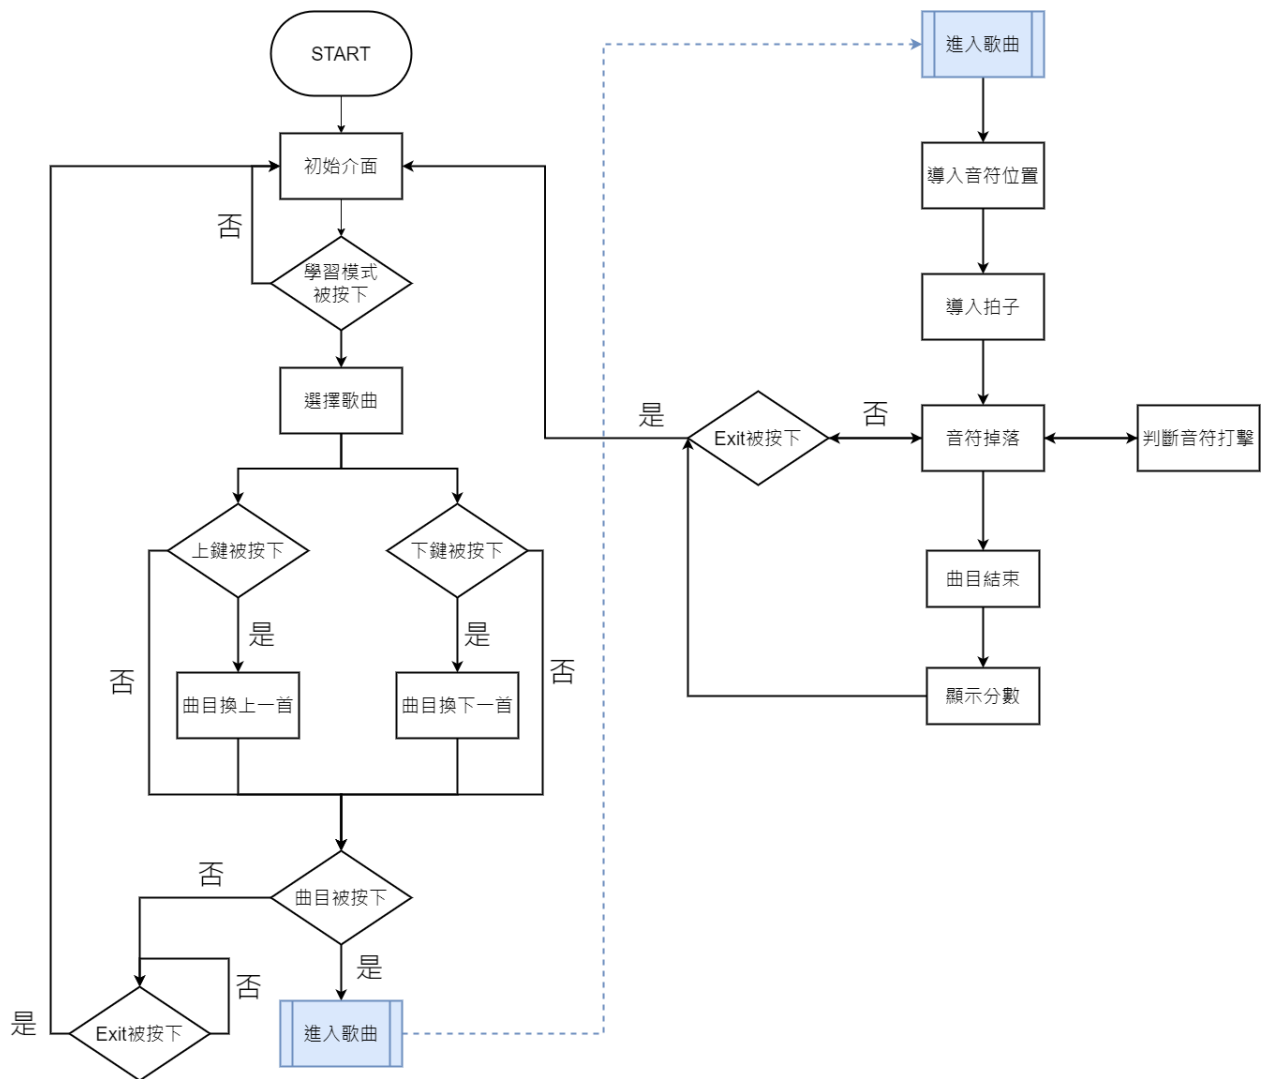 START
初始介面
否
學習模式
被按下
選擇歌曲
上鍵被按下
下鍵被按下
是
是
否
否
曲目換上一首
曲目換下一首
曲目被按下
否
是
Exit被按下
否
是
進入歌曲
進入歌曲
導入音符位置
導入拍子
音符掉落
判斷音符打擊
否
Exit被按下
是
曲目結束
顯示分數